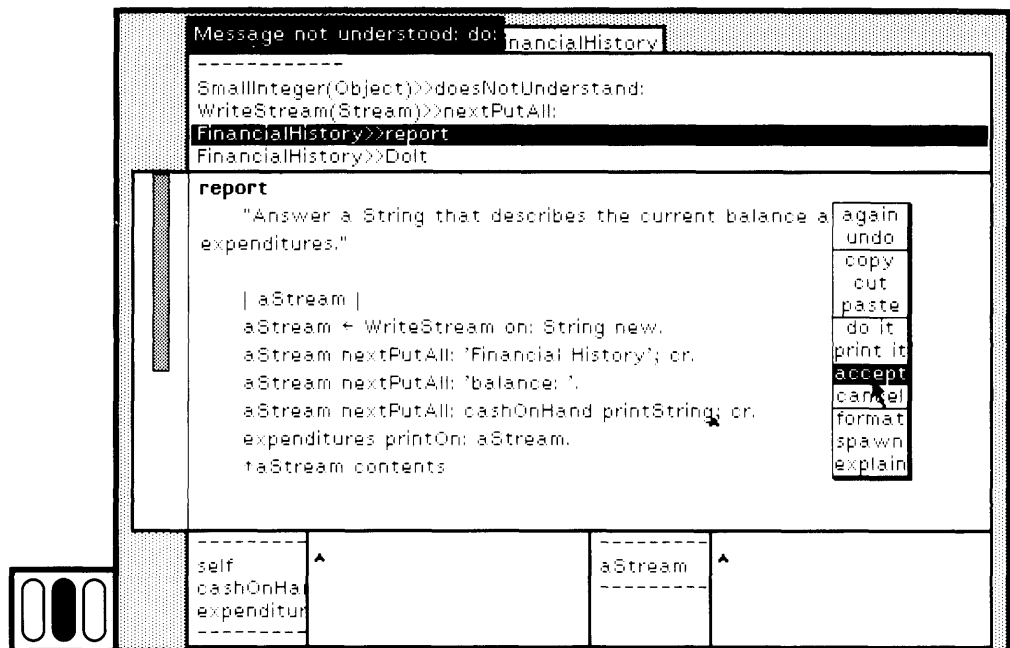 Message not understood: do:
nancialHistory
SmallInteger(Object)>>doesNotUnderstand:
WriteStream(Stream)>>nextPutAll:
FinancialHistory>>report
FinancialHistory>>DoIt
report
"Answer a String that describes the current balance a
expenditures."
| aStream |
aStream ← WriteStream on: String new.
aStream nextPutAll: 'Financial History'; cr.
aStream nextPutAll: 'balance: '.
aStream nextPutAll: cashOnHand printString; cr.
expenditures printOn: aStream.
↑aStream contents
again
undo
copy
cut
paste
do it
print it
accept
cancel
format
spawn
explain
self
cashOnHa
expenditur
aStream